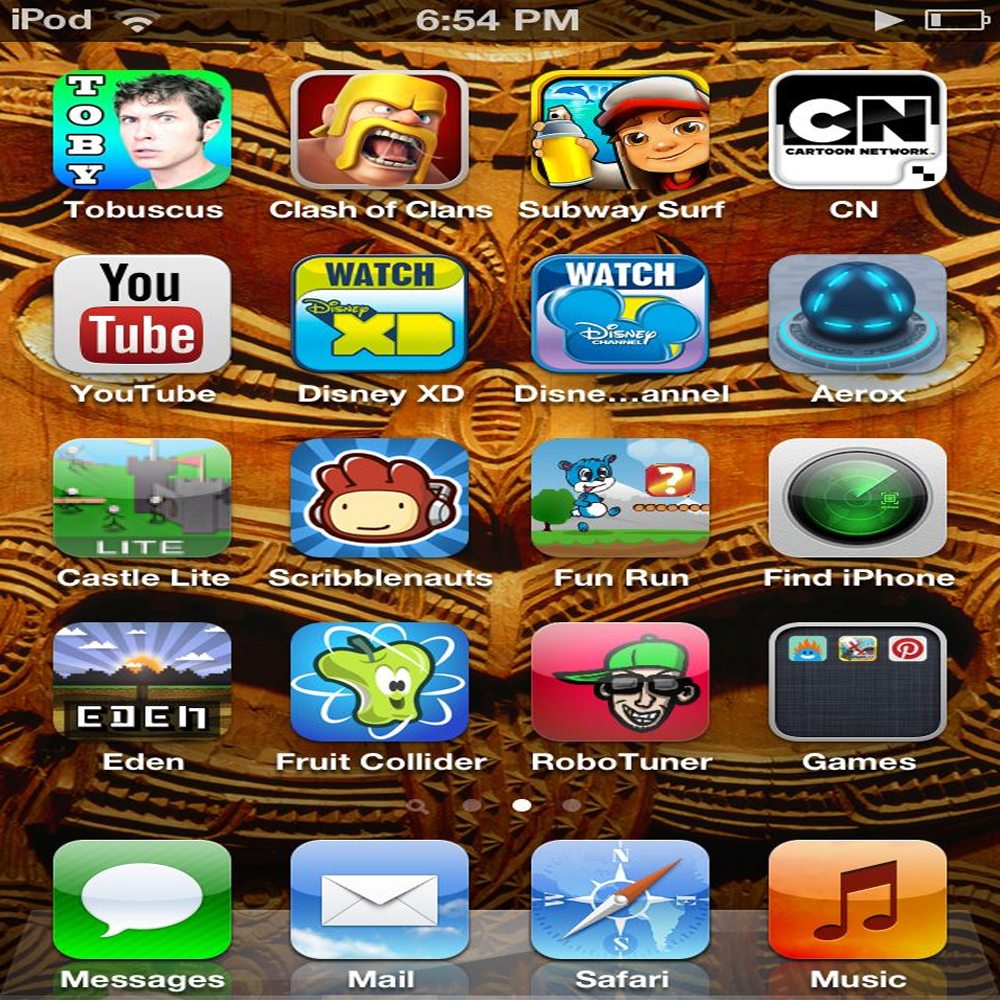 iPod 6:54 PM
TOBY
CN
CARTOON NETWORK
Tobuscus Clash of Clans Subway Surf CN
You Tube
WATCH Disney XD
WATCH Disney CHANNEL
YouTube Disney XD Disne...annel Aerox
LITE
?
Castle Lite Scribblenauts Fun Run Find iPhone
EDEN
Eden Fruit Collider RoboTuner Games
N
W E
S
Messages Mail Safari Music